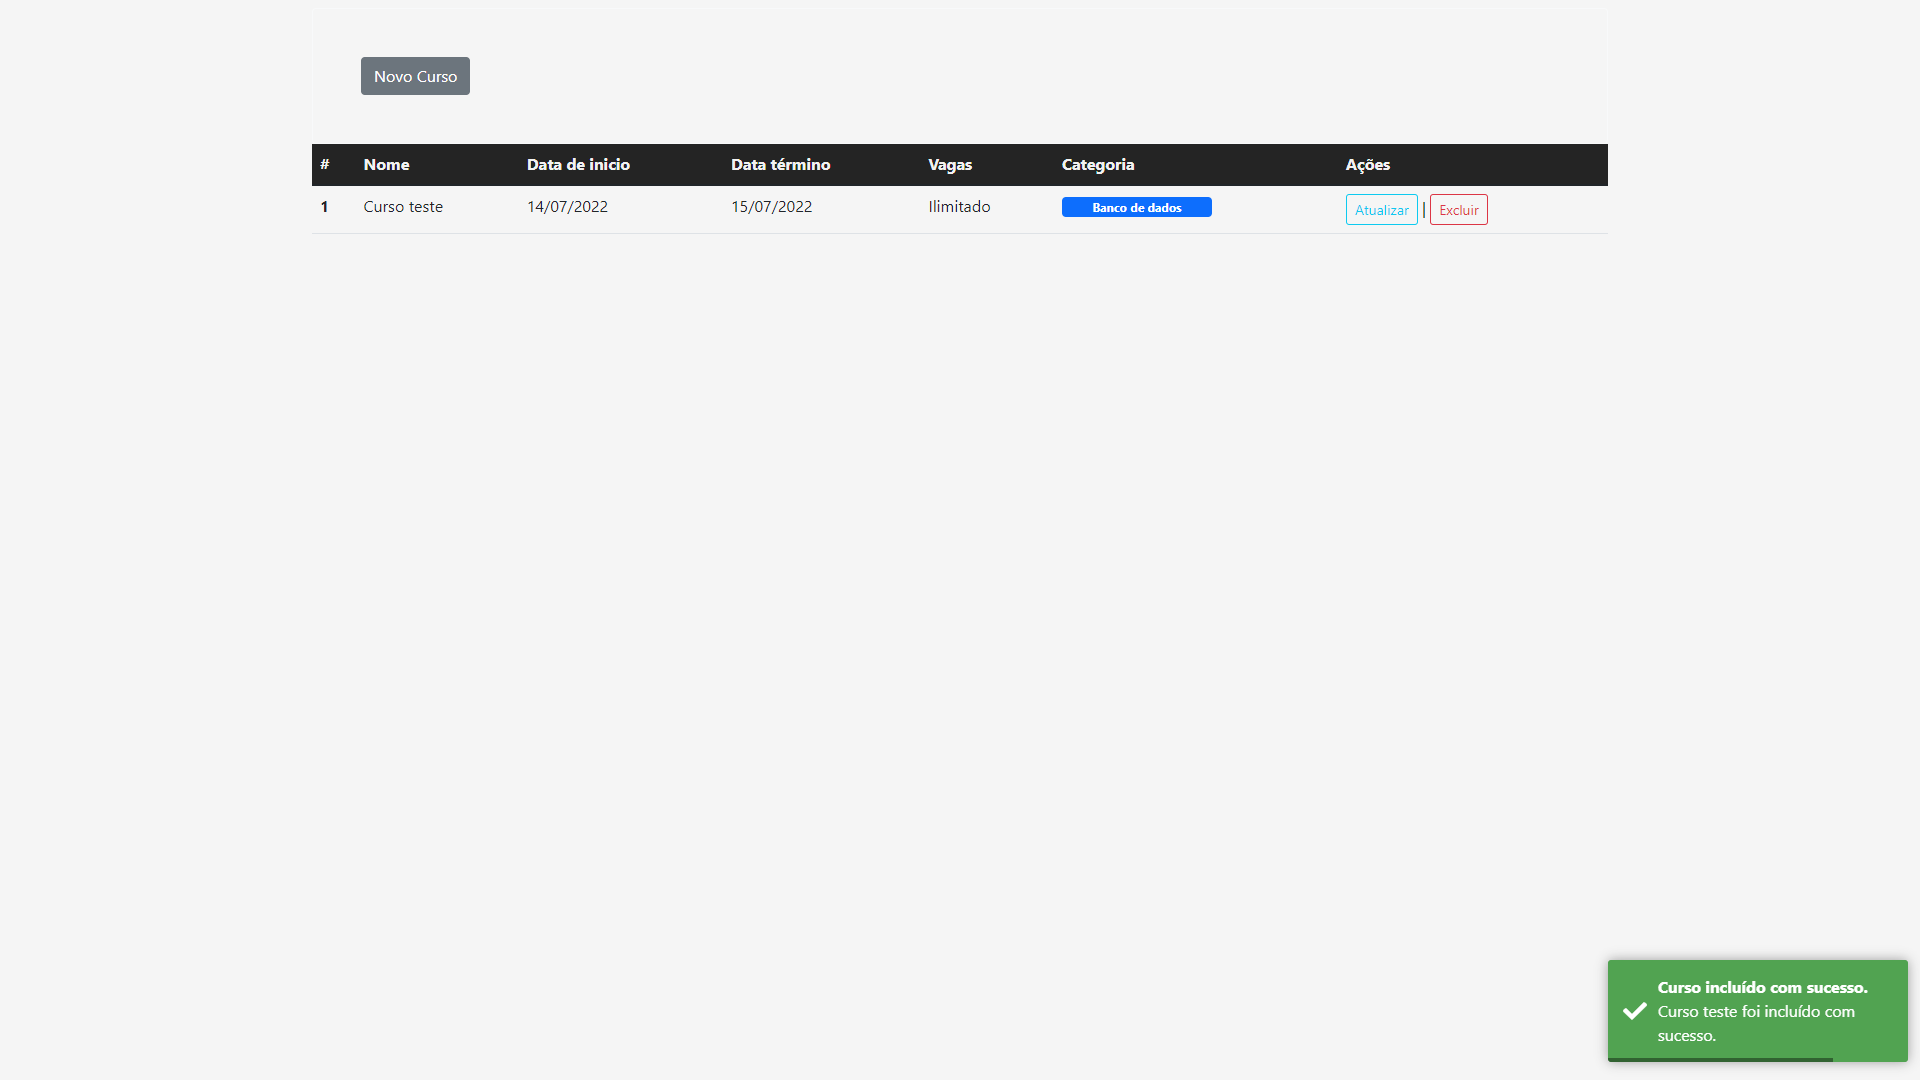 Novo Curso
# Nome Data de inicio Data término Vagas Categoria Ações
1 Curso teste 14/07/2022 15/07/2022 Ilimitado Banco de dados Atualizar | Excluir
Curso incluído com sucesso.
Curso teste foi incluído com
sucesso.